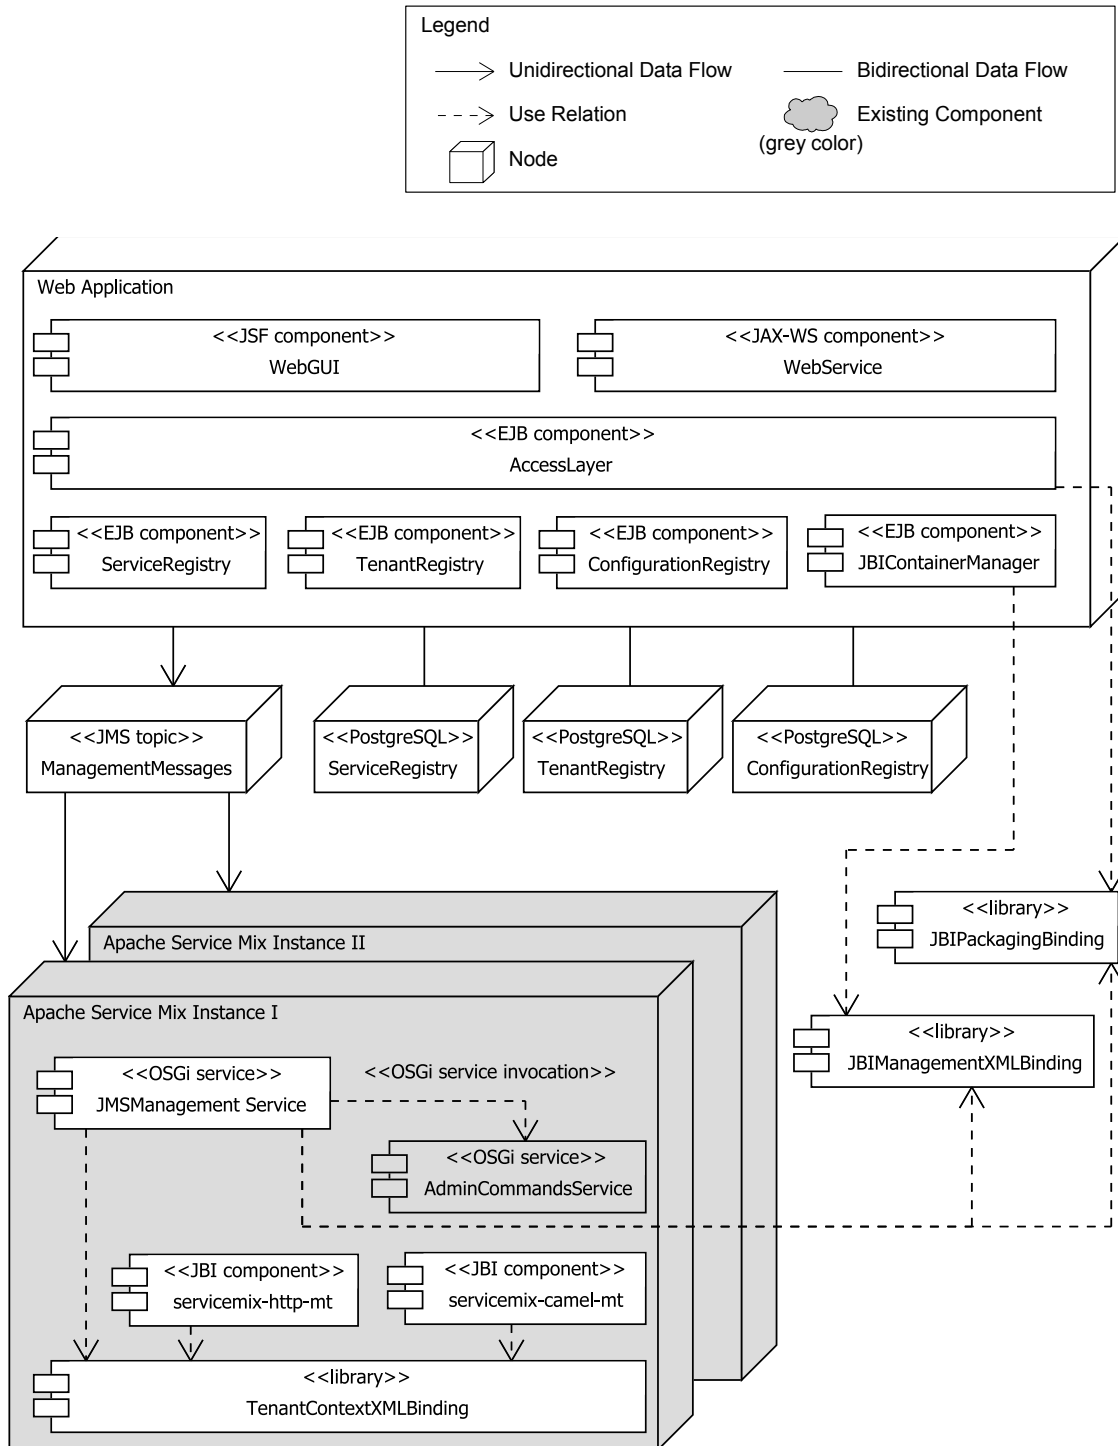 Legend
Unidirectional Data Flow
Bidirectional Data Flow
Use Relation
Existing Component
(grey color)
Node
Web Application
<<JSF component>>
WebGUI
<<JAX-WS component>>
WebService
<<EJB component>>
AccessLayer
<<EJB component>>
ServiceRegistry
<<EJB component>>
TenantRegistry
<<EJB component>>
ConfigurationRegistry
<<EJB component>>
JBIContainerManager
<<JMS topic>>
ManagementMessages
<<PostgreSQL>>
ServiceRegistry
<<PostgreSQL>>
TenantRegistry
<<PostgreSQL>>
ConfigurationRegistry
<<library>>
JBIPackagingBinding
Apache Service Mix Instance II
Apache Service Mix Instance I
<<library>>
JBIManagementXMLBinding
<<OSGi service>>
JMSManagement Service
<<OSGi service invocation>>
<<OSGi service>>
AdminCommandsService
<<JBI component>>
servicemix-http-mt
<<JBI component>>
servicemix-camel-mt
<<library>>
TenantContextXMLBinding